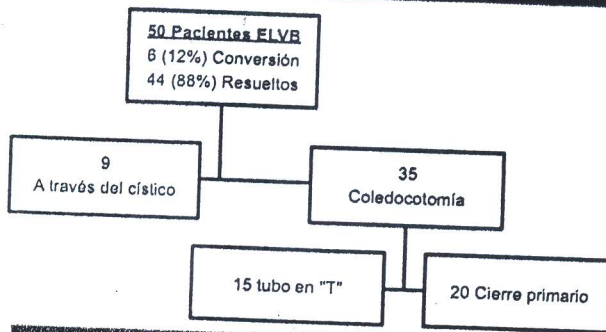 50 Pacientes ELVB
6 (12%) Conversión
44 (88%) Resueltos
9
A través del cístico
35
Coledocotomía
15 tubo en "T"
20 Cierre primario